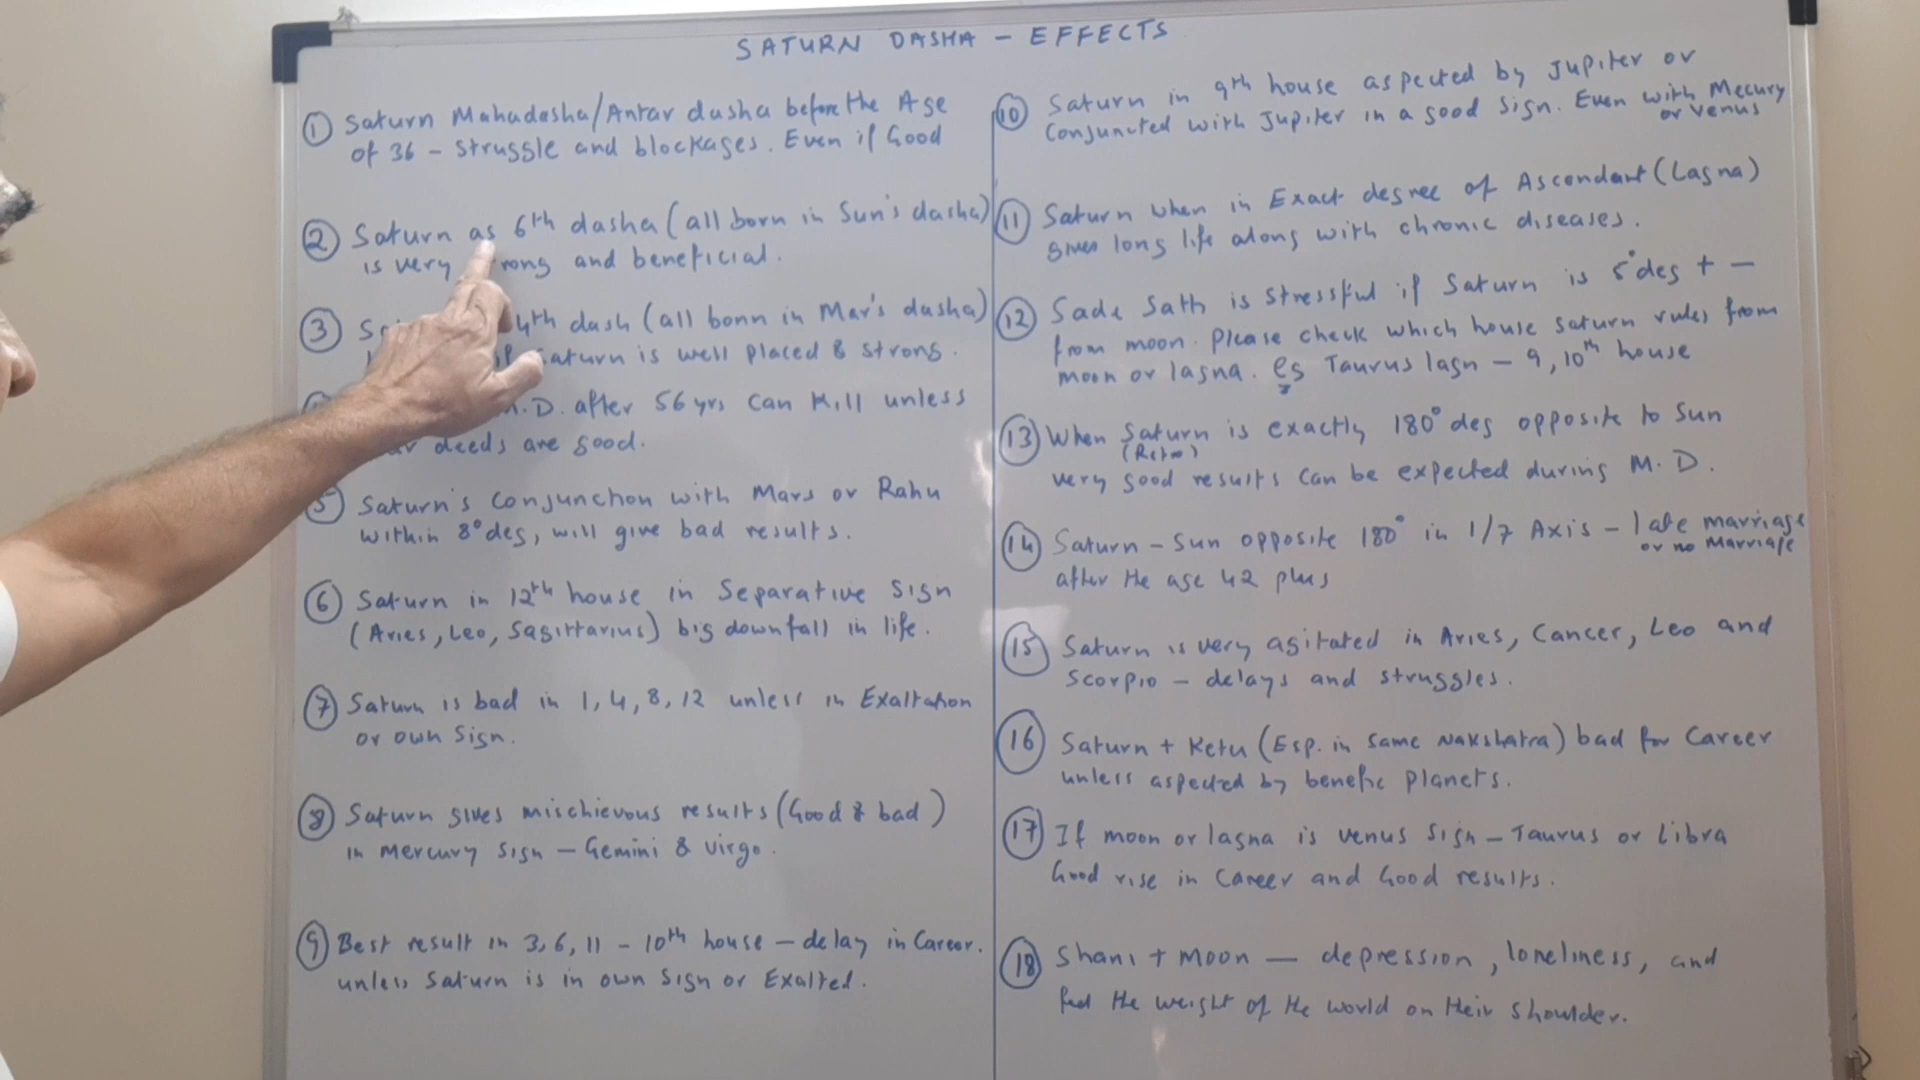 SATURN DASHA - EFFECTS
① Saturn Mahadasha/Antar dasha before the Age
of 36 - Struggle and blockages. Even if Good
② Saturn as 6th dasha (all born in Sun's dasha)
is very rong and beneficial.
③ 4th dash (all bonn in Mar's dasha)
if Saturn is well placed & strong.
M.D. after 56 yrs can kill unless
deeds are good.
5 Saturn's Conjunction with Mars or Rahu
within 8° deg, will give bad results.
⑥ Saturn in 12th house in Separative Sign
(Aries, Leo, Sagittarius) big downfall in life.
⑦ Saturn is bad in 1, 4, 8, 12 unless in Exaltation
or own Sign.
⑧ Saturn gives mischievous results (Good & bad)
in Mercury Sign - Gemini & Virgo.
⑨ Best result in 3, 6, 11 - 10th house - delay in Career.
unless Saturn is in own Sign or Exalted.
⑩ Saturn in 9th house aspected by Jupiter or
Conjuncted with Jupiter in a good Sign. Even with Mecury
or Venus
⑪ Saturn when in Exact degree of Ascendant (Lagna)
gives long life along with chronic diseases.
⑫ Sade Sath is Stressful if Saturn is 5° deg + -
from moon. Please check which house Saturn rules from
moon or lagna. eg Taurus lagn - 9, 10th house
⑬ When Saturn is exactly 180° deg opposite to Sun
(Retro)
very good results can be expected during M.D.
⑭ Saturn - Sun opposite 180° in 1/7 Axis - late marriage
or no Marriage
after the age 42 plus
⑮ Saturn is very agitated in Aries, Cancer, Leo and
Scorpio - delays and struggles.
⑯ Saturn + Ketu (Esp. in Same Nakshatra) bad for Career
unless aspected by benefic Planets.
⑰ If moon or lagna is Venus Sign - Taurus or Libra
Good rise in Career and Good results.
⑱ Shani + Moon - depression, loneliness, and
feel the weight of the world on their shoulder.